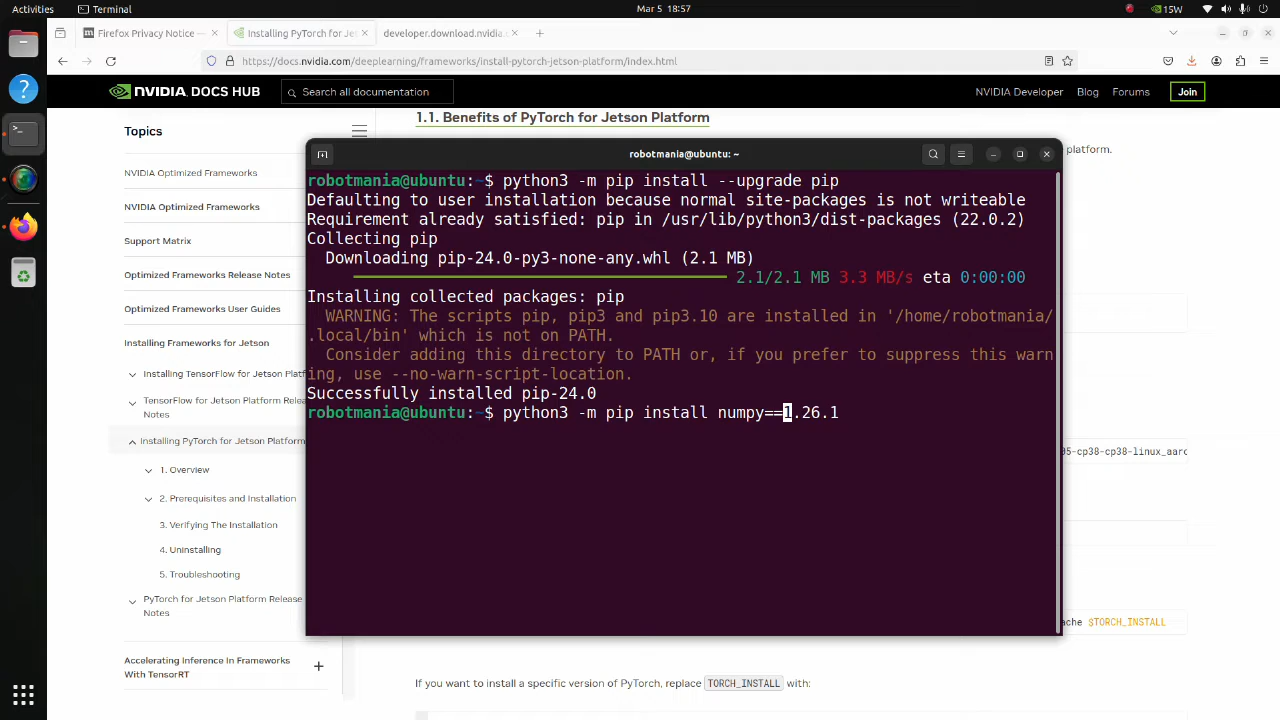 Activities
Terminal
Mar 5 18:57
15W
Firefox Privacy Notice —
Installing PyTorch for Jet
developer.download.nvidia.
https://docs.nvidia.com/deeplearning/frameworks/install-pytorch-jetson-platform/index.html
NVIDIA DOCS HUB
Search all documentation
NVIDIA Developer
Blog
Forums
Join
Topics
NVIDIA Optimized Frameworks
NVIDIA Optimized Frameworks
Support Matrix
Optimized Frameworks Release Notes
Optimized Frameworks User Guides
Installing Frameworks for Jetson
Installing TensorFlow for Jetson Platf
TensorFlow for Jetson Platform Relea
Notes
Installing PyTorch for Jetson Platform
1. Overview
2. Prerequisites and Installation
3. Verifying The Installation
4. Uninstalling
5. Troubleshooting
PyTorch for Jetson Platform Release
Notes
Accelerating Inference In Frameworks
With TensorRT
1.1. Benefits of PyTorch for Jetson Platform
platform.
robotmania@ubuntu: ~
robotmania@ubuntu:~$ python3 -m pip install --upgrade pip
Defaulting to user installation because normal site-packages is not writeable
Requirement already satisfied: pip in /usr/lib/python3/dist-packages (22.0.2)
Collecting pip
Downloading pip-24.0-py3-none-any.whl (2.1 MB)
2.1/2.1 MB 3.3 MB/s eta 0:00:00
Installing collected packages: pip
WARNING: The scripts pip, pip3 and pip3.10 are installed in '/home/robotmania/
.local/bin' which is not on PATH.
Consider adding this directory to PATH or, if you prefer to suppress this warn
ing, use --no-warn-script-location.
Successfully installed pip-24.0
robotmania@ubuntu:~$ python3 -m pip install numpy==1.26.1
05-cp38-cp38-linux_aarc
ache $TORCH_INSTALL
If you want to install a specific version of PyTorch, replace TORCH_INSTALL with: